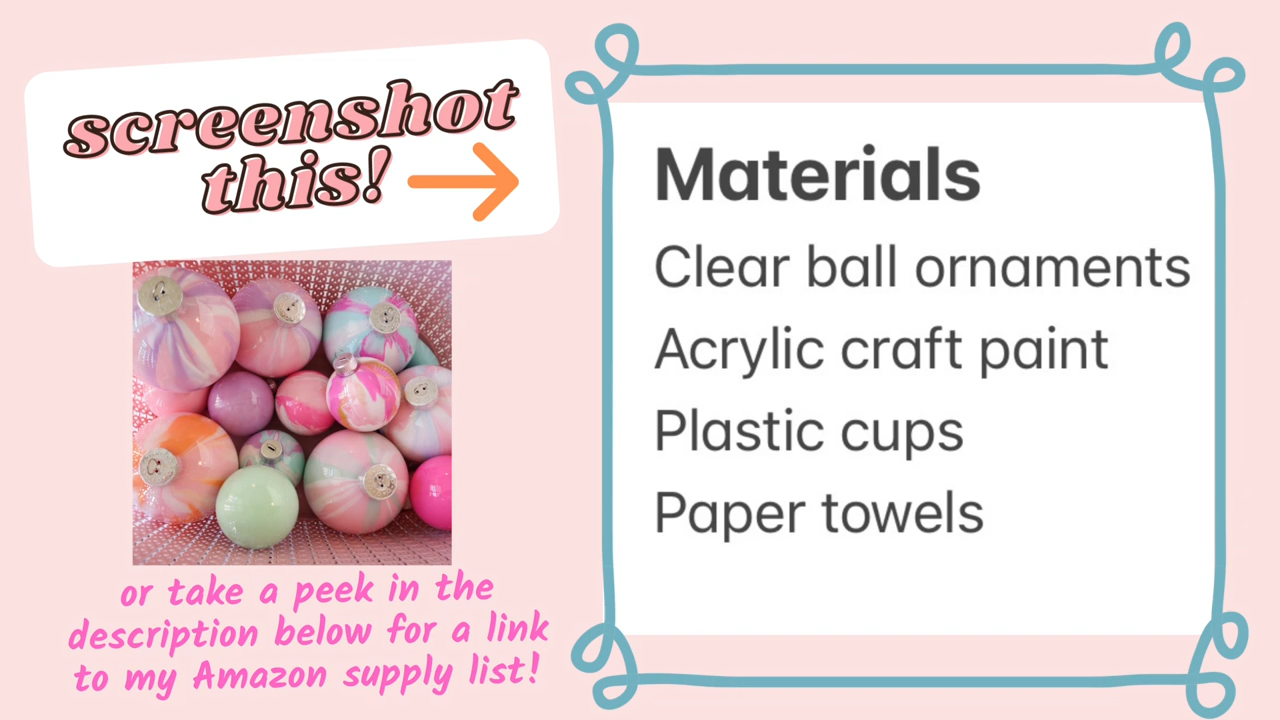 screenshot
this!
or take a peek in the
description below for a link
to my Amazon supply list!
Materials
Clear ball ornaments
Acrylic craft paint
Plastic cups
Paper towels